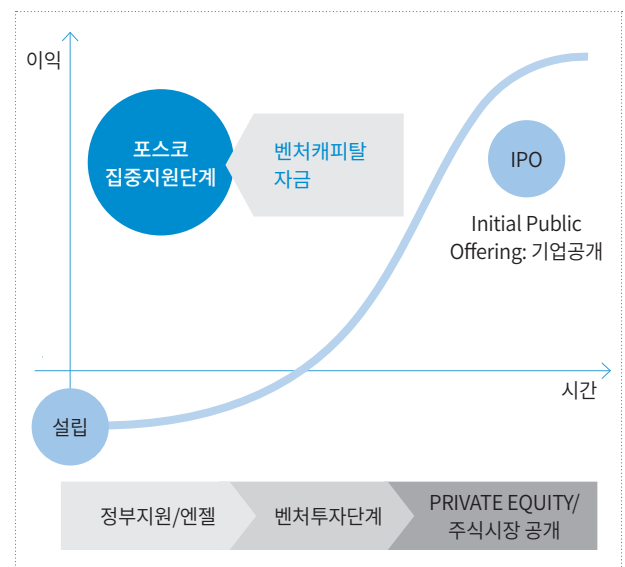 이익
포스코
집중지원단계
벤처캐피탈
자금
IPO
Initial Public
Offering: 기업공개
시간
설립
정부지원/엔젤
벤처투자단계
PRIVATE EQUITY/
주식시장 공개